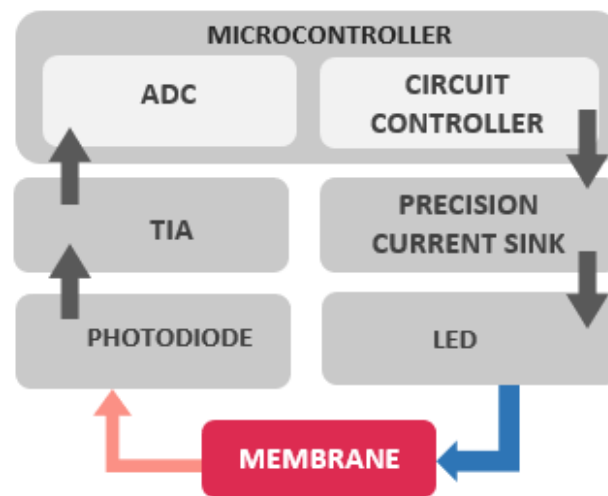 MICROCONTROLLER
ADC
CIRCUIT
CONTROLLER
TIA
PRECISION
CURRENT SINK
PHOTODIODE
LED
MEMBRANE